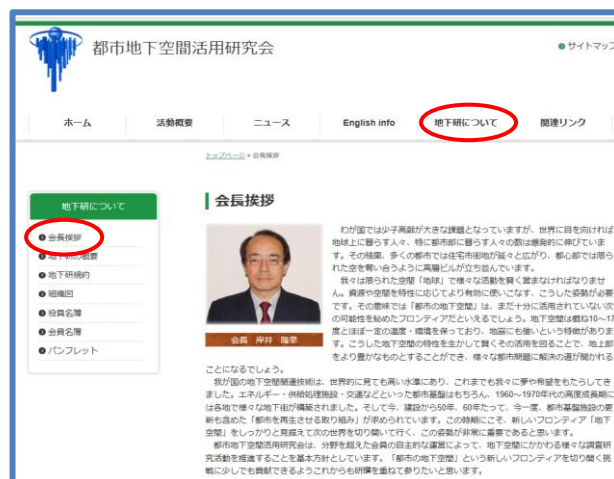 都市地下空間活用研究会
サイトマップ
ホーム 活動概要 ニュース English info 地下研について 関連リンク
トップページ > 会長挨拶
地下研について
会長挨拶
地下研の概要
地下研規約
組織図
役員名簿
会員名簿
パンフレット
会長挨拶
会長 岸井 隆幸
わが国では少子高齢が大きな課題となっていますが、世界に目を向ければ
地球上に暮らす人々、特に都市部に暮らす人々の数は爆発的に伸びていま
す。その結果、多くの都市では住宅市街地が延々と広がり、都心部では限ら
れた空を奪い合うように高層ビルが立ち並んでいます。
我々は限られた空間「地球」で様々な活動を賢く営まなければなりませ
ん。資源や空間を特性に応じてより有効に使いこなす、こうした姿勢が必要
です。その意味では「都市の地下空間」は、まだ十分に活用されていない次
の可能性を秘めたフロンティアだといえるでしょう。地下空間は概ね10～17
度とほぼ一定の温度・環境を保っており、地震にも強いという特徴がありま
す。こうした地下空間の特性を生かして賢くその活用を図ることで、地上部
をより豊かなものとすることができ、様々な都市問題に解決の道が開かれる
ことになるでしょう。
我が国の地下空間関連技術は、世界的に見ても高い水準にあり、これまでも我々に夢や希望をもたらしてき
ました。エネルギー・供給処理施設・交通などといった都市基盤はもちろん、1960～1970年代の高度成長期に
は各地で様々な地下街が構築されました。そして今、建設から50年、60年たって、今一度、都市基盤施設の更
新も含めた「都市を再生させる取り組み」が求められています。この時期にこそ、新しいフロンティア「地下
空間」をしっかりと見据えて次の世界を切り開いて行く、この姿勢が非常に重要であると思います。
都市地下空間活用研究会は、分野を超えた会員の自主的な運営によって、地下空間にかかわる様々な調査研
究活動を推進することを基本方針としています。「都市の地下空間」という新しいフロンティアを切り開く挑
戦に少しでも貢献できるようこれからも研鑽を重ねて参りたいと思います。